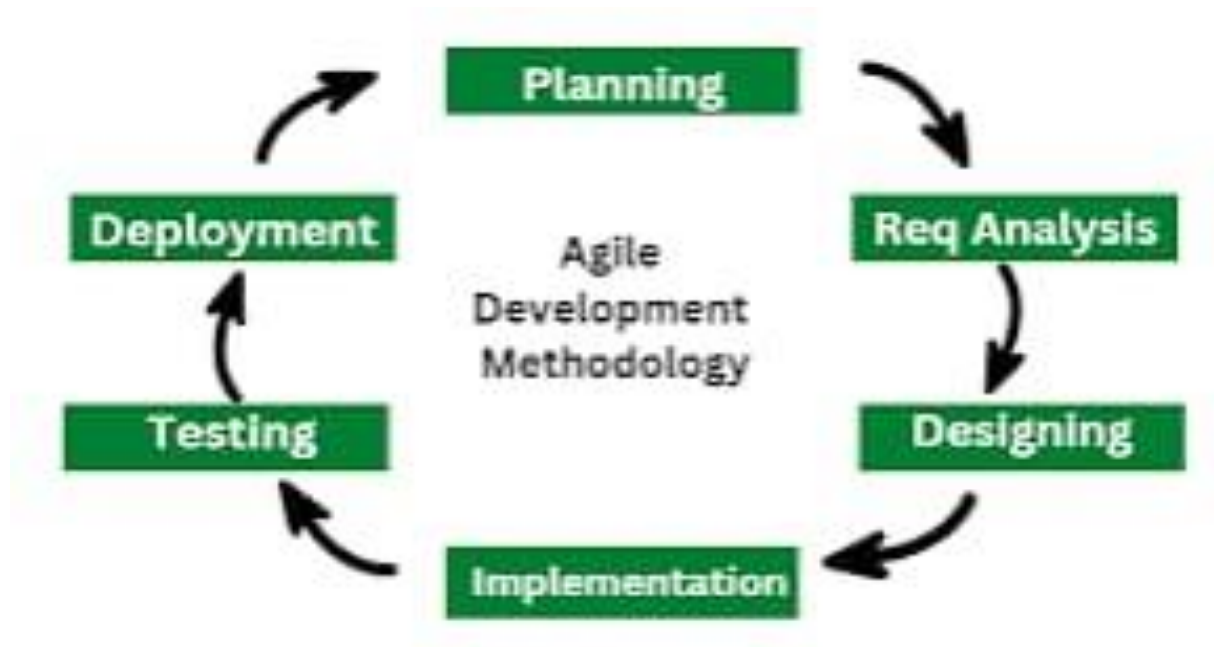 Planning
Req Analysis
Designing
Implementation
Testing
Deployment
Agile
Development
Methodology